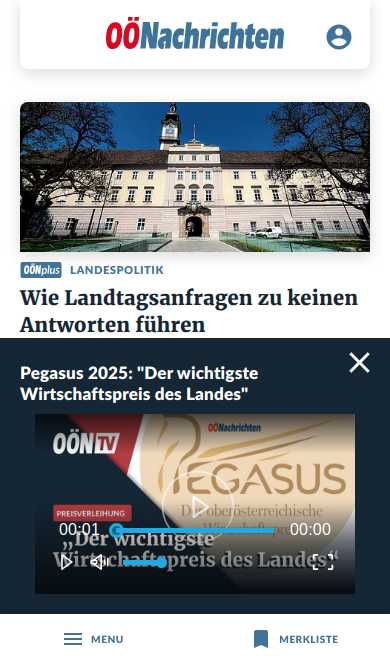 OÖNachrichten
OÖNplus LANDESPOLITIK
Wie Landtagsanfragen zu keinen
Antworten führen
Pegasus 2025: "Der wichtigste
Wirtschaftspreis des Landes"
OÖN TV
OÖNachrichten
PEGASUS
PREISVERLEIHUNG
Der oberösterreichische
Wirtschaftspreis
00:01
00:00
„Der wichtigste
Wirtschaftspreis des Landes“
MENU
MERKLISTE